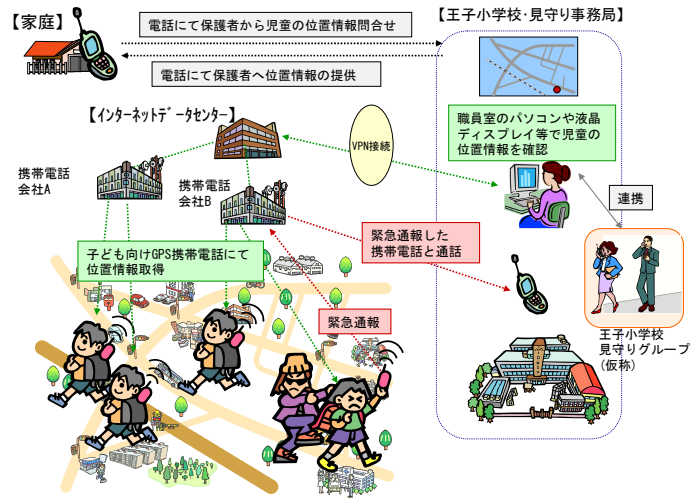 【家庭】
電話にて保護者から児童の位置情報問合せ
電話にて保護者へ位置情報の提供
【王子小学校・見守り事務局】
【インターネットデータセンター】
VPN接続
職員室のパソコンや液晶
ディスプレイ等で児童の
位置情報を確認
携帯電話
会社A
携帯電話
会社B
連携
緊急通報した
携帯電話と通話
子ども向けGPS携帯電話にて
位置情報取得
緊急通報
王子小学校
見守りグループ
(仮称)